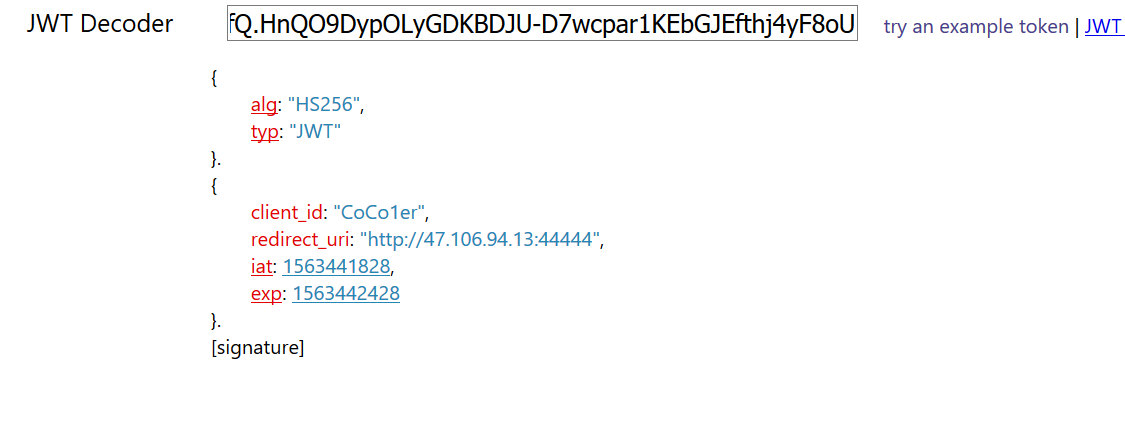 JWT Decoder fQ.HnQO9DypOLyGDKBDJU-D7wcpar1KEbGJEfthj4yF8oU try an example token | JWT
{
alg: "HS256",
typ: "JWT"
}.
{
client_id: "CoCo1er",
redirect_uri: "http://47.106.94.13:44444",
iat: 1563441828,
exp: 1563442428
}.
[signature]